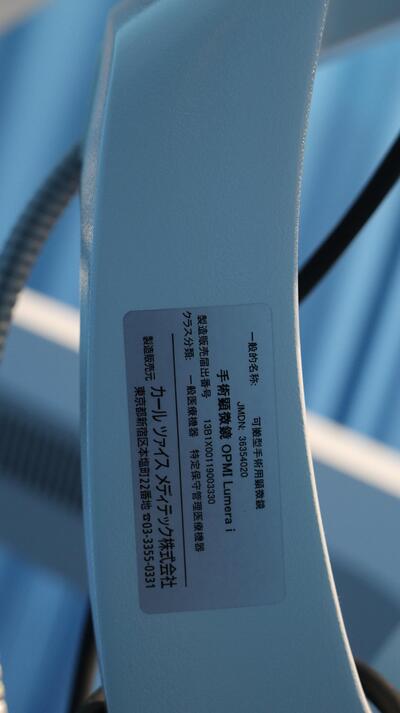 一般的名称: 可搬型手術用顕微鏡
JMDN: 36354020
手術顕微鏡 OPMI Lumera i
製造販売届出番号 13B1X00119003330
クラス分類: 一般医療機器 特定保守管理医療機器
製造販売元 カール ツァイス メディテック株式会社
東京都新宿区本塩町22番地 ☎03-3355-0331